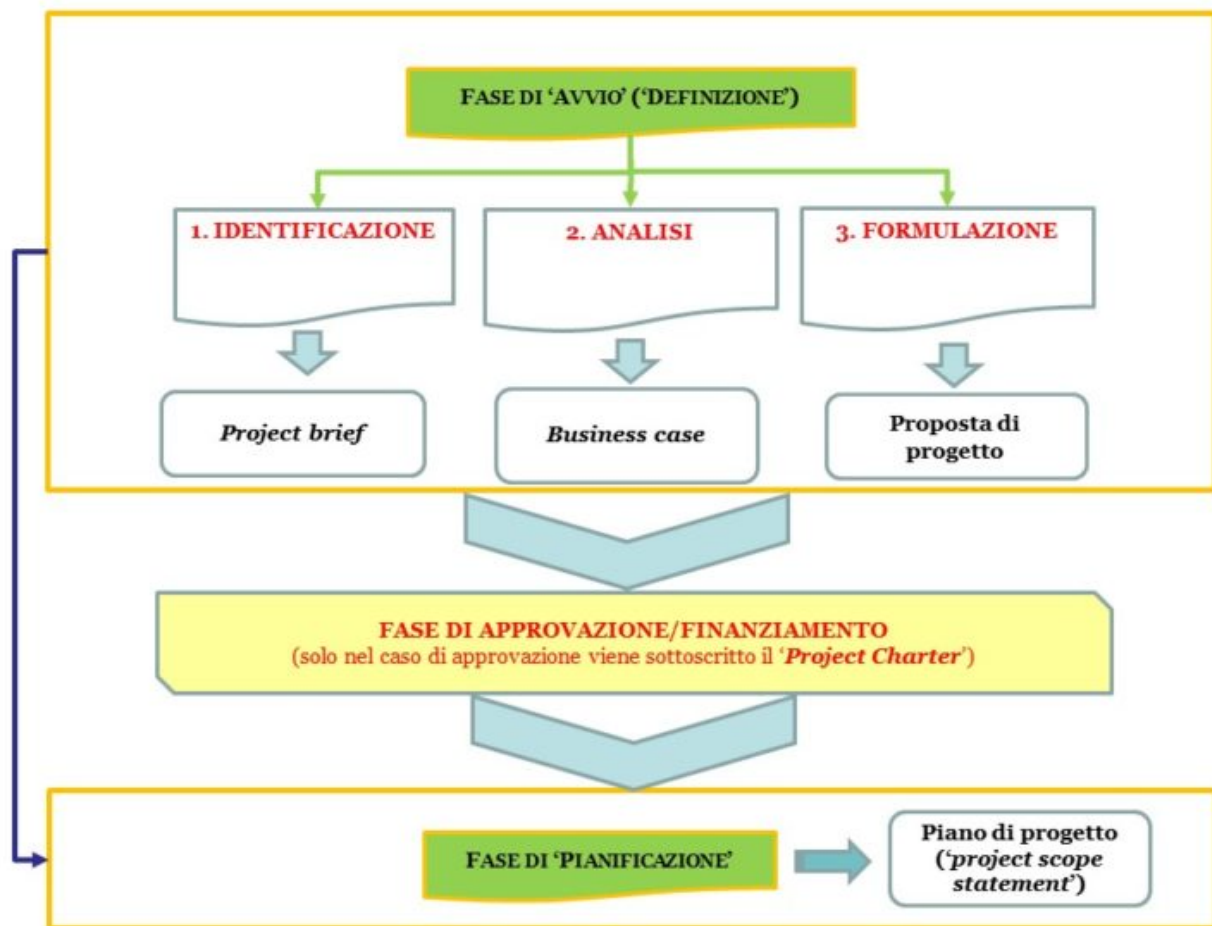 FASE DI ‘AVVIO’ (‘DEFINIZIONE’)
1. IDENTIFICAZIONE
2. ANALISI
3. FORMULAZIONE
Project brief
Business case
Proposta di
progetto
FASE DI APPROVAZIONE/FINANZIAMENTO
(solo nel caso di approvazione viene sottoscritto il ‘Project Charter’)
FASE DI ‘PIANIFICAZIONE’
Piano di progetto
(‘project scope
statement’)